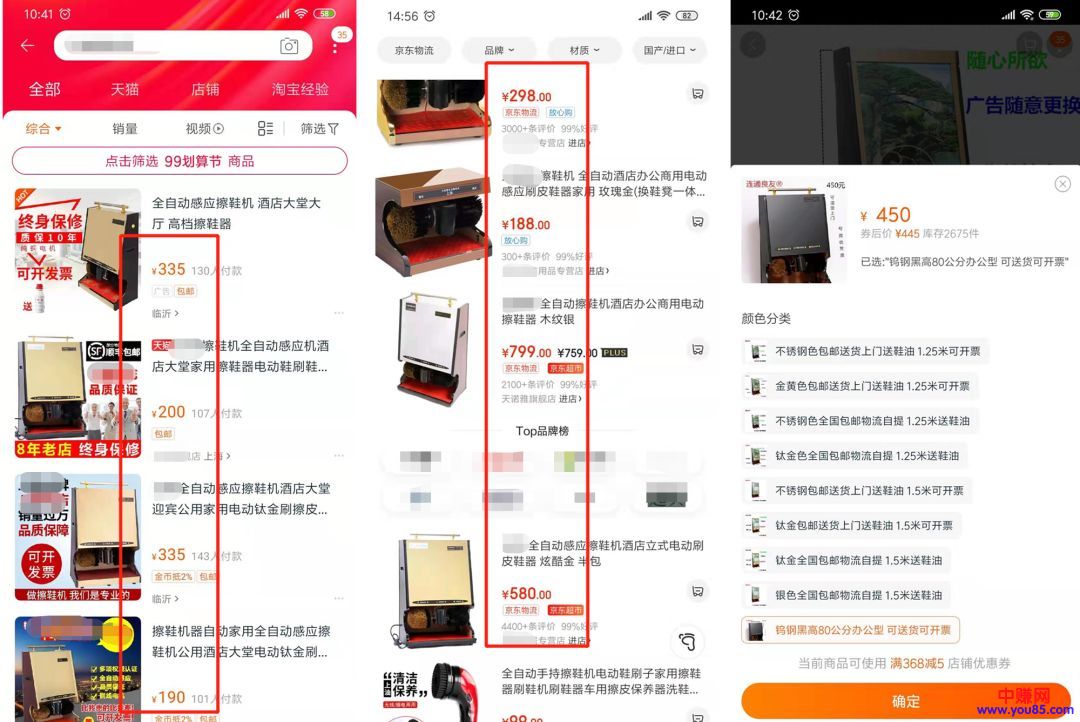 10:41
58
35
全部
天猫
店铺
淘宝经验
综合
销量
视频
筛选
点击筛选 99划算节 商品
HOT
终身保修
质保10年
纯铜电机
可开发票
送
全自动感应擦鞋机 酒店大堂大
厅 高档擦鞋器
¥335 130人付款
广告 包邮
临沂
顺丰包邮
品质保证
8年老店 终身保修
天猫
擦鞋机全自动感应机酒
店大堂家用擦鞋器电动鞋刷鞋...
¥200 107人付款
包邮
店 上海
销量过万
品质保障
可开
发票
做擦鞋机 我们是专业的
全自动感应擦鞋机酒店大堂
迎宾公用家用电动钛金刷擦皮...
¥335 143人付款
金币抵2% 包邮
临沂
擦鞋机器自动家用全自动感应擦
鞋机公用酒店大堂电动钛金刷...
¥190 101人付款
金币抵2% 包邮
14:56
82
京东物流
品牌
材质
国产/进口
¥298.00
京东物流 放心购
3000+条评价 99%好评
专营店 进店
擦鞋机 全自动酒店办公商用电动
感应刷皮鞋器家用 玫瑰金(换鞋凳一体...
¥188.00
放心购
300+条评价 99%好评
用品专营店 进店
全自动擦鞋机酒店办公商用电动
擦鞋器 木纹银
¥799.00 ¥759.00 PLUS
京东物流 京东超市
2100+条评价 99%好评
天诺雅旗舰店 进店
Top品牌榜
全自动感应擦鞋机酒店立式电动刷
皮鞋器 炫酷金 半包
¥580.00
京东物流 京东超市
4400+条评价 99%好评
专营店 进店
清洁
保养
全自动手持擦鞋机电动鞋刷子家用擦鞋
器刷鞋机刷鞋器车用擦皮保养器洗鞋...
10:42
59
35
随心所欲
广告随意更换
连通良友®
450元
¥ 450
券后价 ¥445 库存2675件
已选:"钨钢黑高80公分办公型 可送货可开票"
颜色分类
不锈钢色包邮送货上门送鞋油 1.25米可开票
金黄色包邮送货上门送鞋油 1.25米可开票
不锈钢色全国包邮物流自提 1.25米送鞋油
钛金色全国包邮物流自提 1.25米送鞋油
不锈钢包邮送货上门送鞋油 1.5米可开票
钛金包邮送货上门送鞋油 1.5米可开票
钛金全国包邮物流自提 1.5米送鞋油
银色全国包邮物流自提 1.5米送鞋油
钨钢黑高80公分办公型 可送货可开票
当前商品可使用 满368减5 店铺优惠券
确定
中赚网
www.you85.com